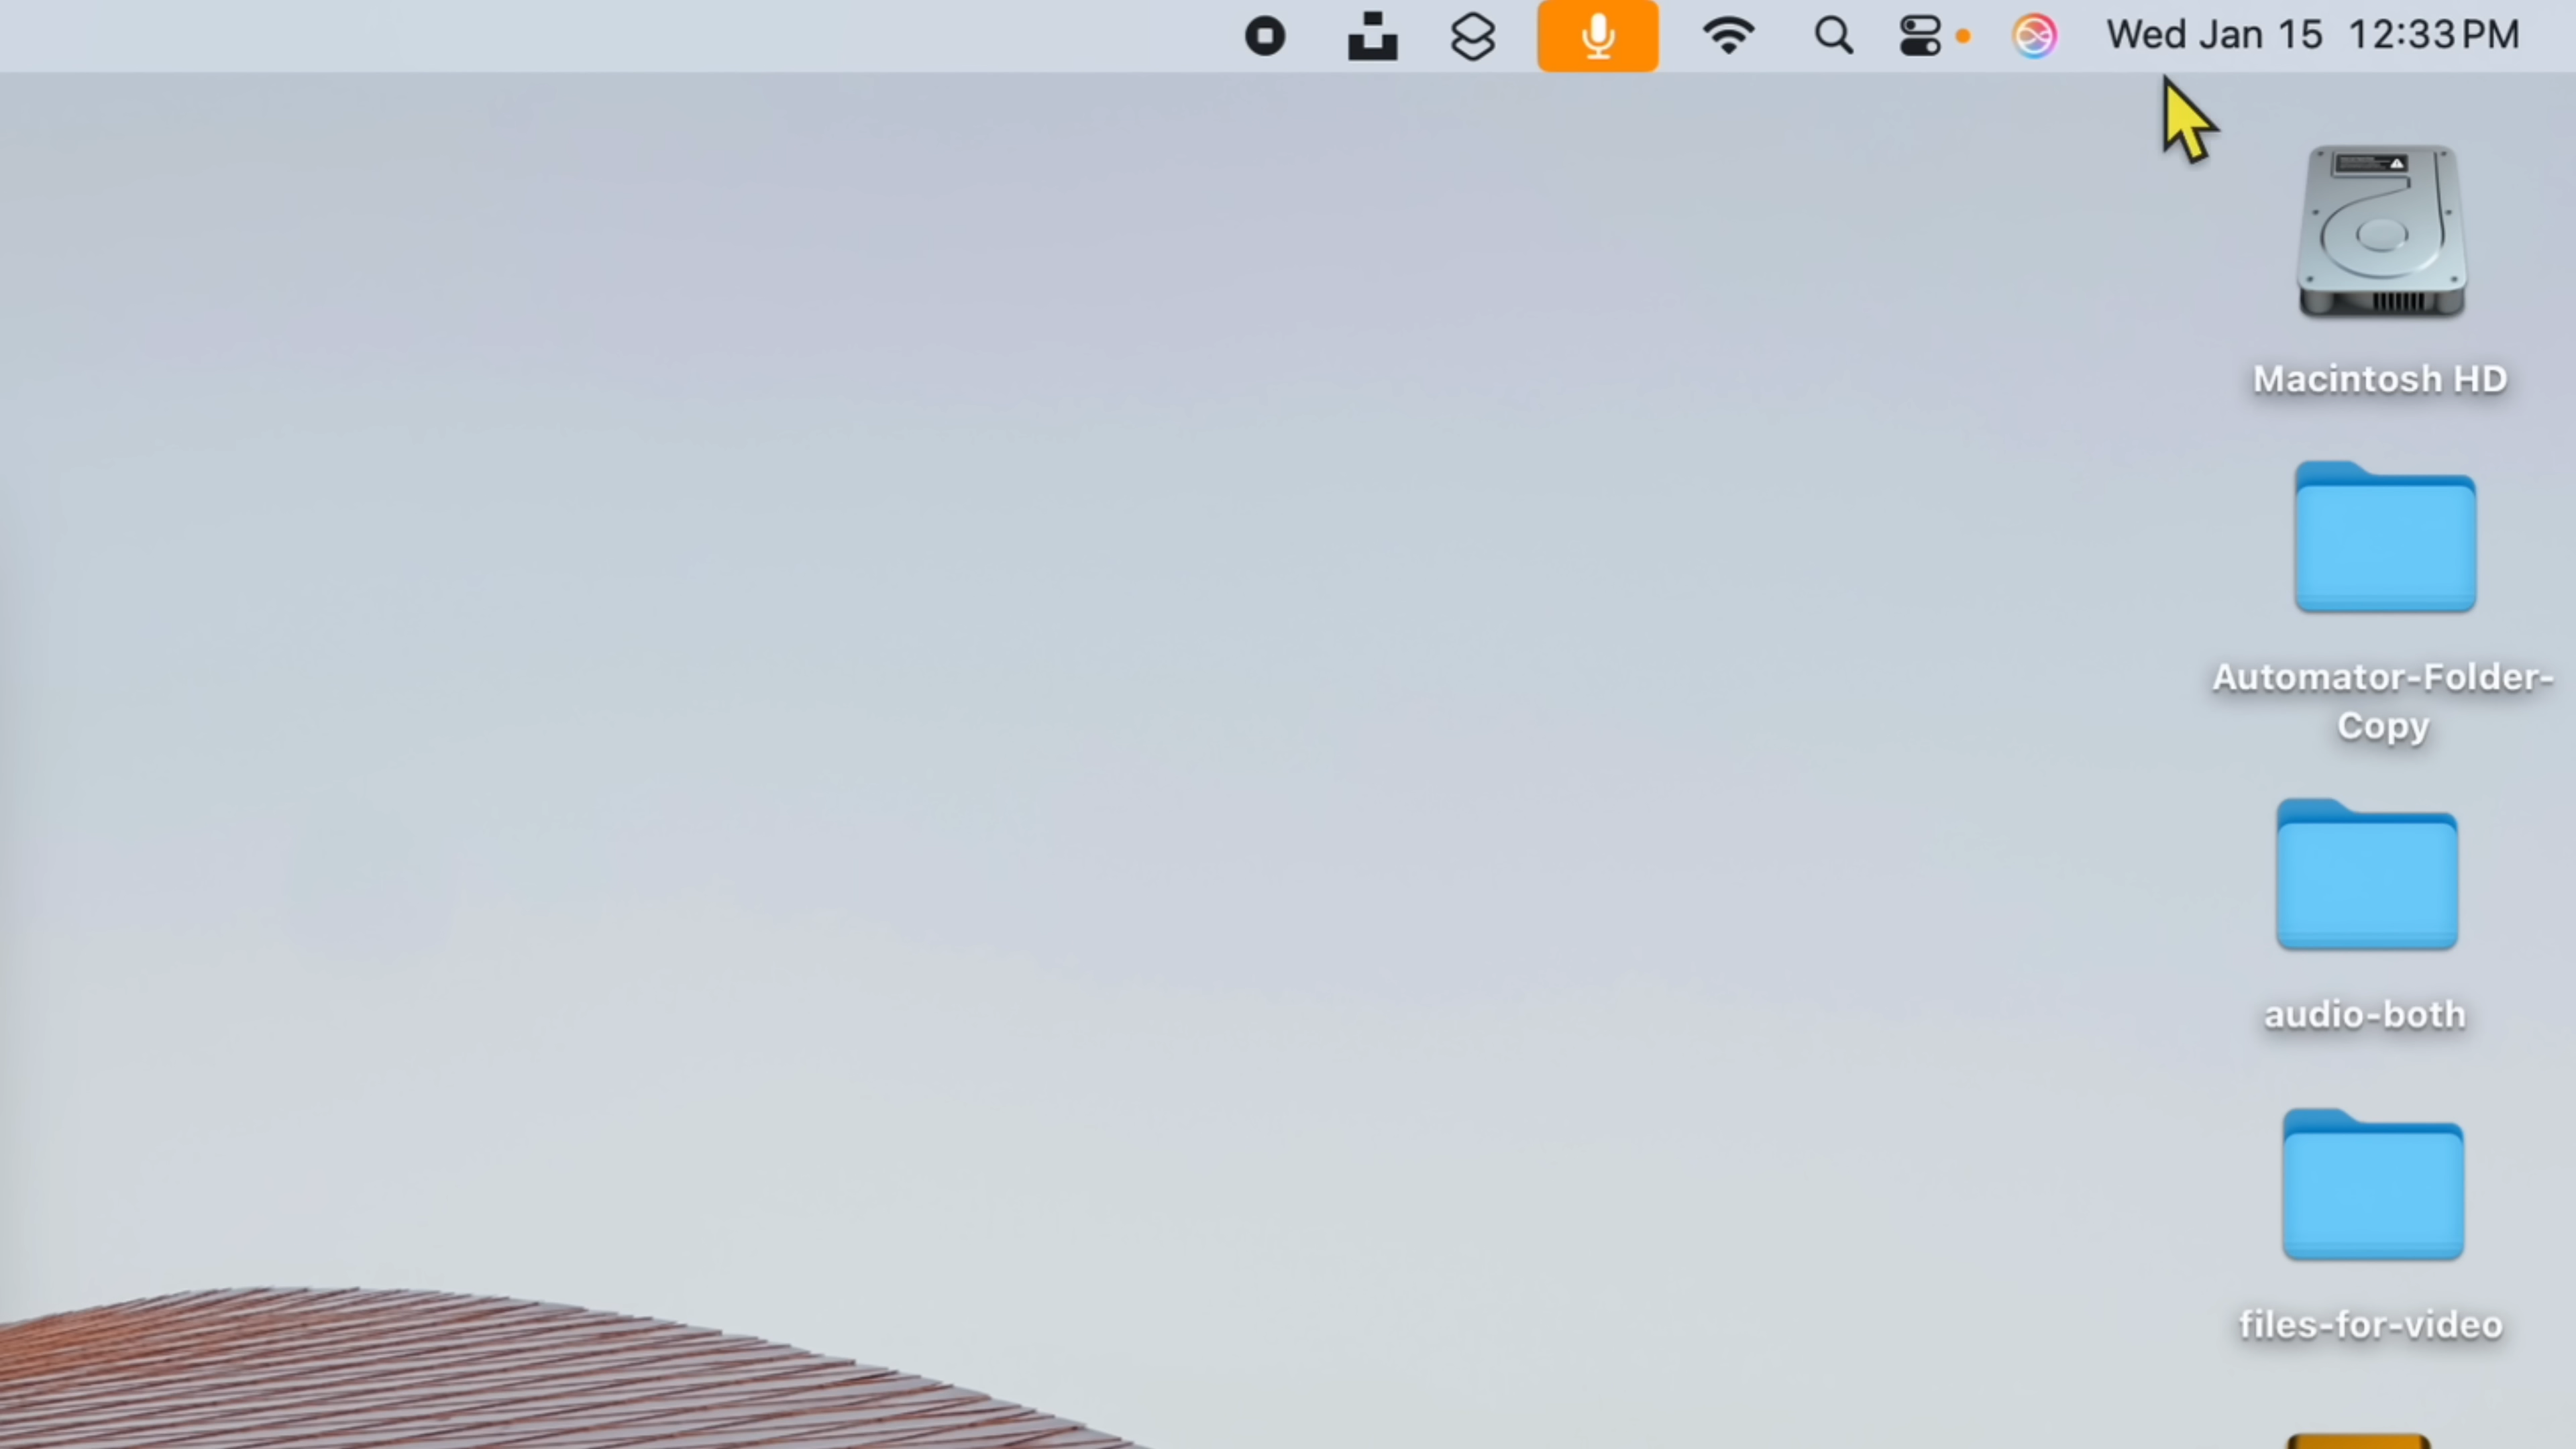 Wed Jan 15 12:33 PM
Macintosh HD
Automator-Folder-
Copy
audio-both
files-for-video